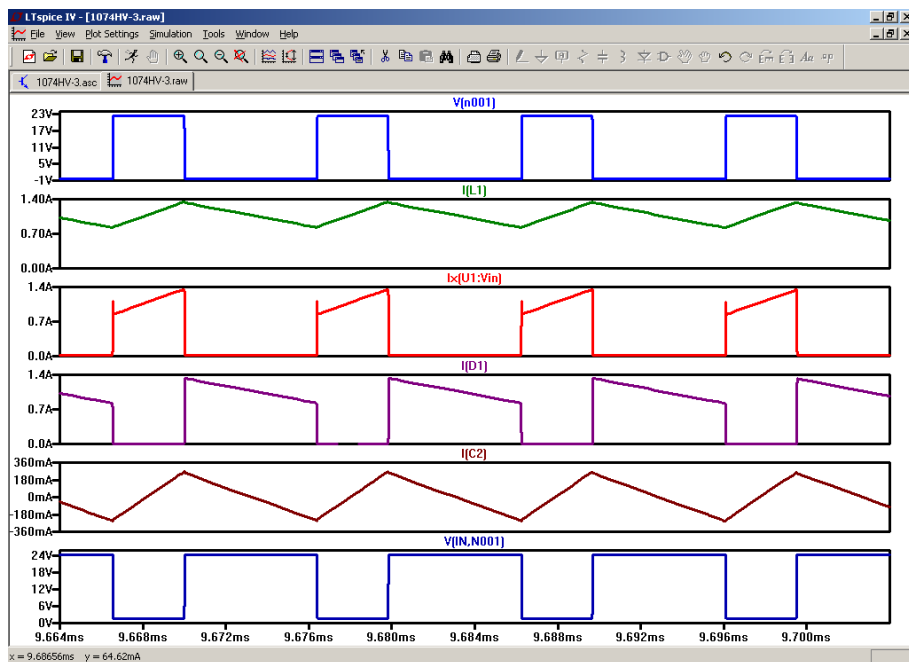 LTspice IV - [1074HV-3.raw]
File View Plot Settings Simulation Tools Window Help
1074HV-3.asc 1074HV-3.raw
V(n001)
23V
17V
11V
5V
-1V
I(L1)
1.40A
0.70A
0.00A
Ix(U1:Vin)
1.4A
0.7A
0.0A
I(D1)
1.4A
0.7A
0.0A
I(C2)
360mA
180mA
0mA
-180mA
-360mA
V(IN,N001)
24V
18V
12V
6V
0V
9.664ms 9.668ms 9.672ms 9.676ms 9.680ms 9.684ms 9.688ms 9.692ms 9.696ms 9.700ms
x = 9.68656ms y = 64.62mA